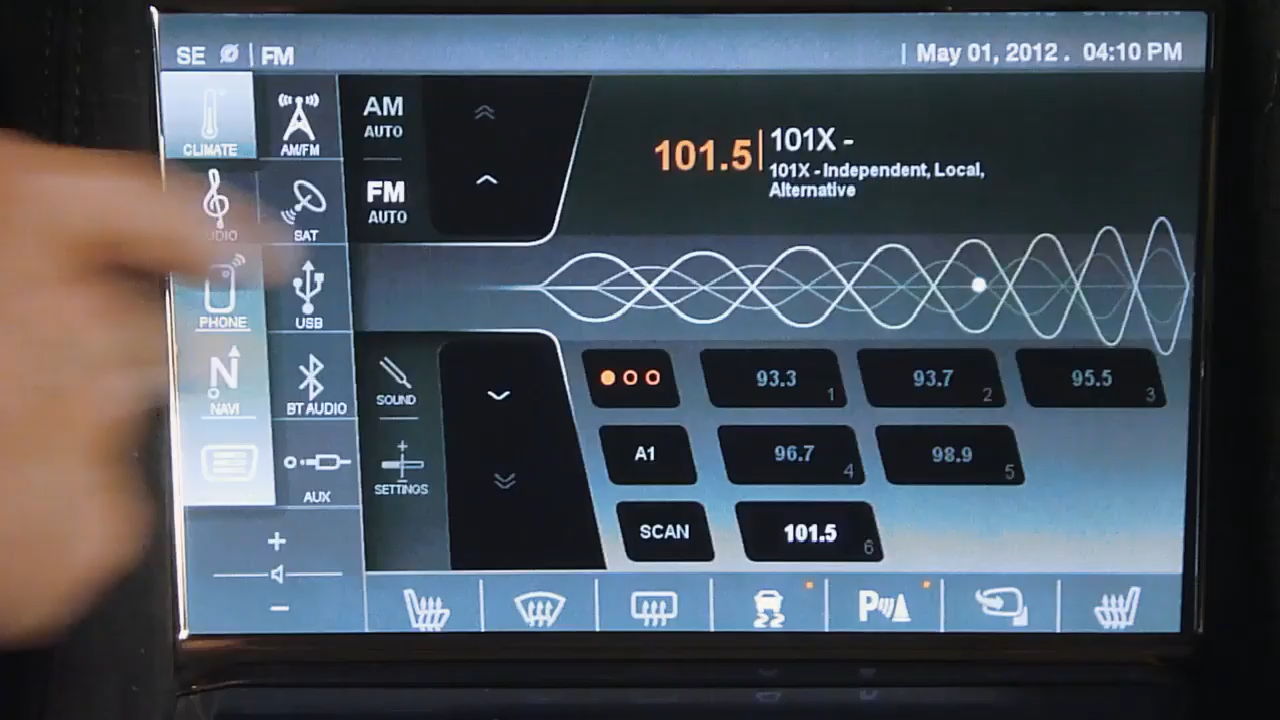 SE | FM
| May 01, 2012 . 04:10 PM
CLIMATE
AM/FM
AUDIO
SAT
PHONE
USB
NAVI
BT AUDIO
AUX
+
−
AM
AUTO
FM
AUTO
101.5 | 101X -
101X - Independent, Local,
Alternative
SOUND
SETTINGS
93.3 1
93.7 2
95.5 3
A1
96.7 4
98.9 5
SCAN
101.5 6
P